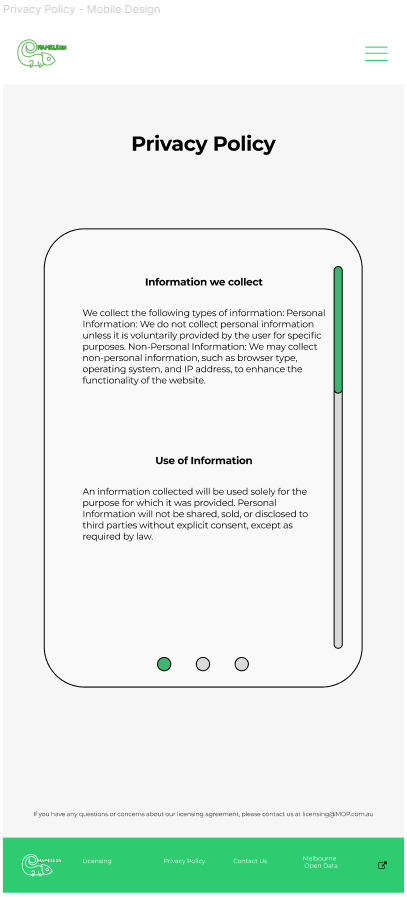 Privacy Policy - Mobile Design
HAMELEON
Privacy Policy
Information we collect
We collect the following types of information: Personal
Information: We do not collect personal information
unless it is voluntarily provided by the user for specific
purposes. Non-Personal Information: We may collect
non-personal information, such as browser type,
operating system, and IP address, to enhance the
functionality of the website.
Use of Information
An information collected will be used solely for the
purpose for which it was provided. Personal
Information will not be shared, sold, or disclosed to
third parties without explicit consent, except as
required by law.
If you have any questions or concerns about our licensing agreement, please contact us at licensing@MOP.com.au
HAMELEON
Licensing
Privacy Policy
Contact Us
Melbourne
Open Data